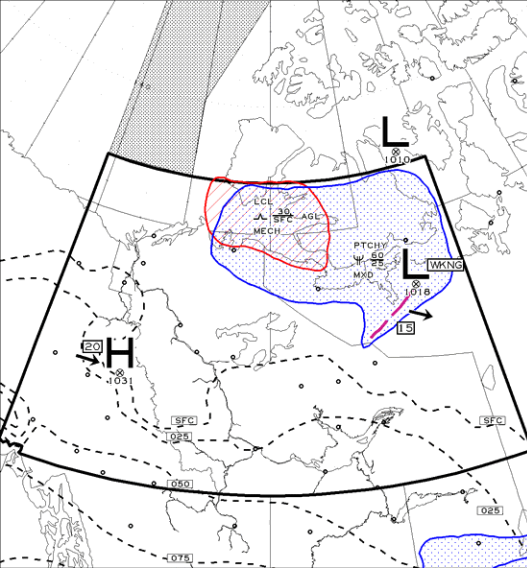 L
1010
LCL
30
SFC
AGL
MECH
PTCHY
60
25
MXD
L
WKNG
1018
15
20
H
1031
SFC
SFC
025
050
025
075